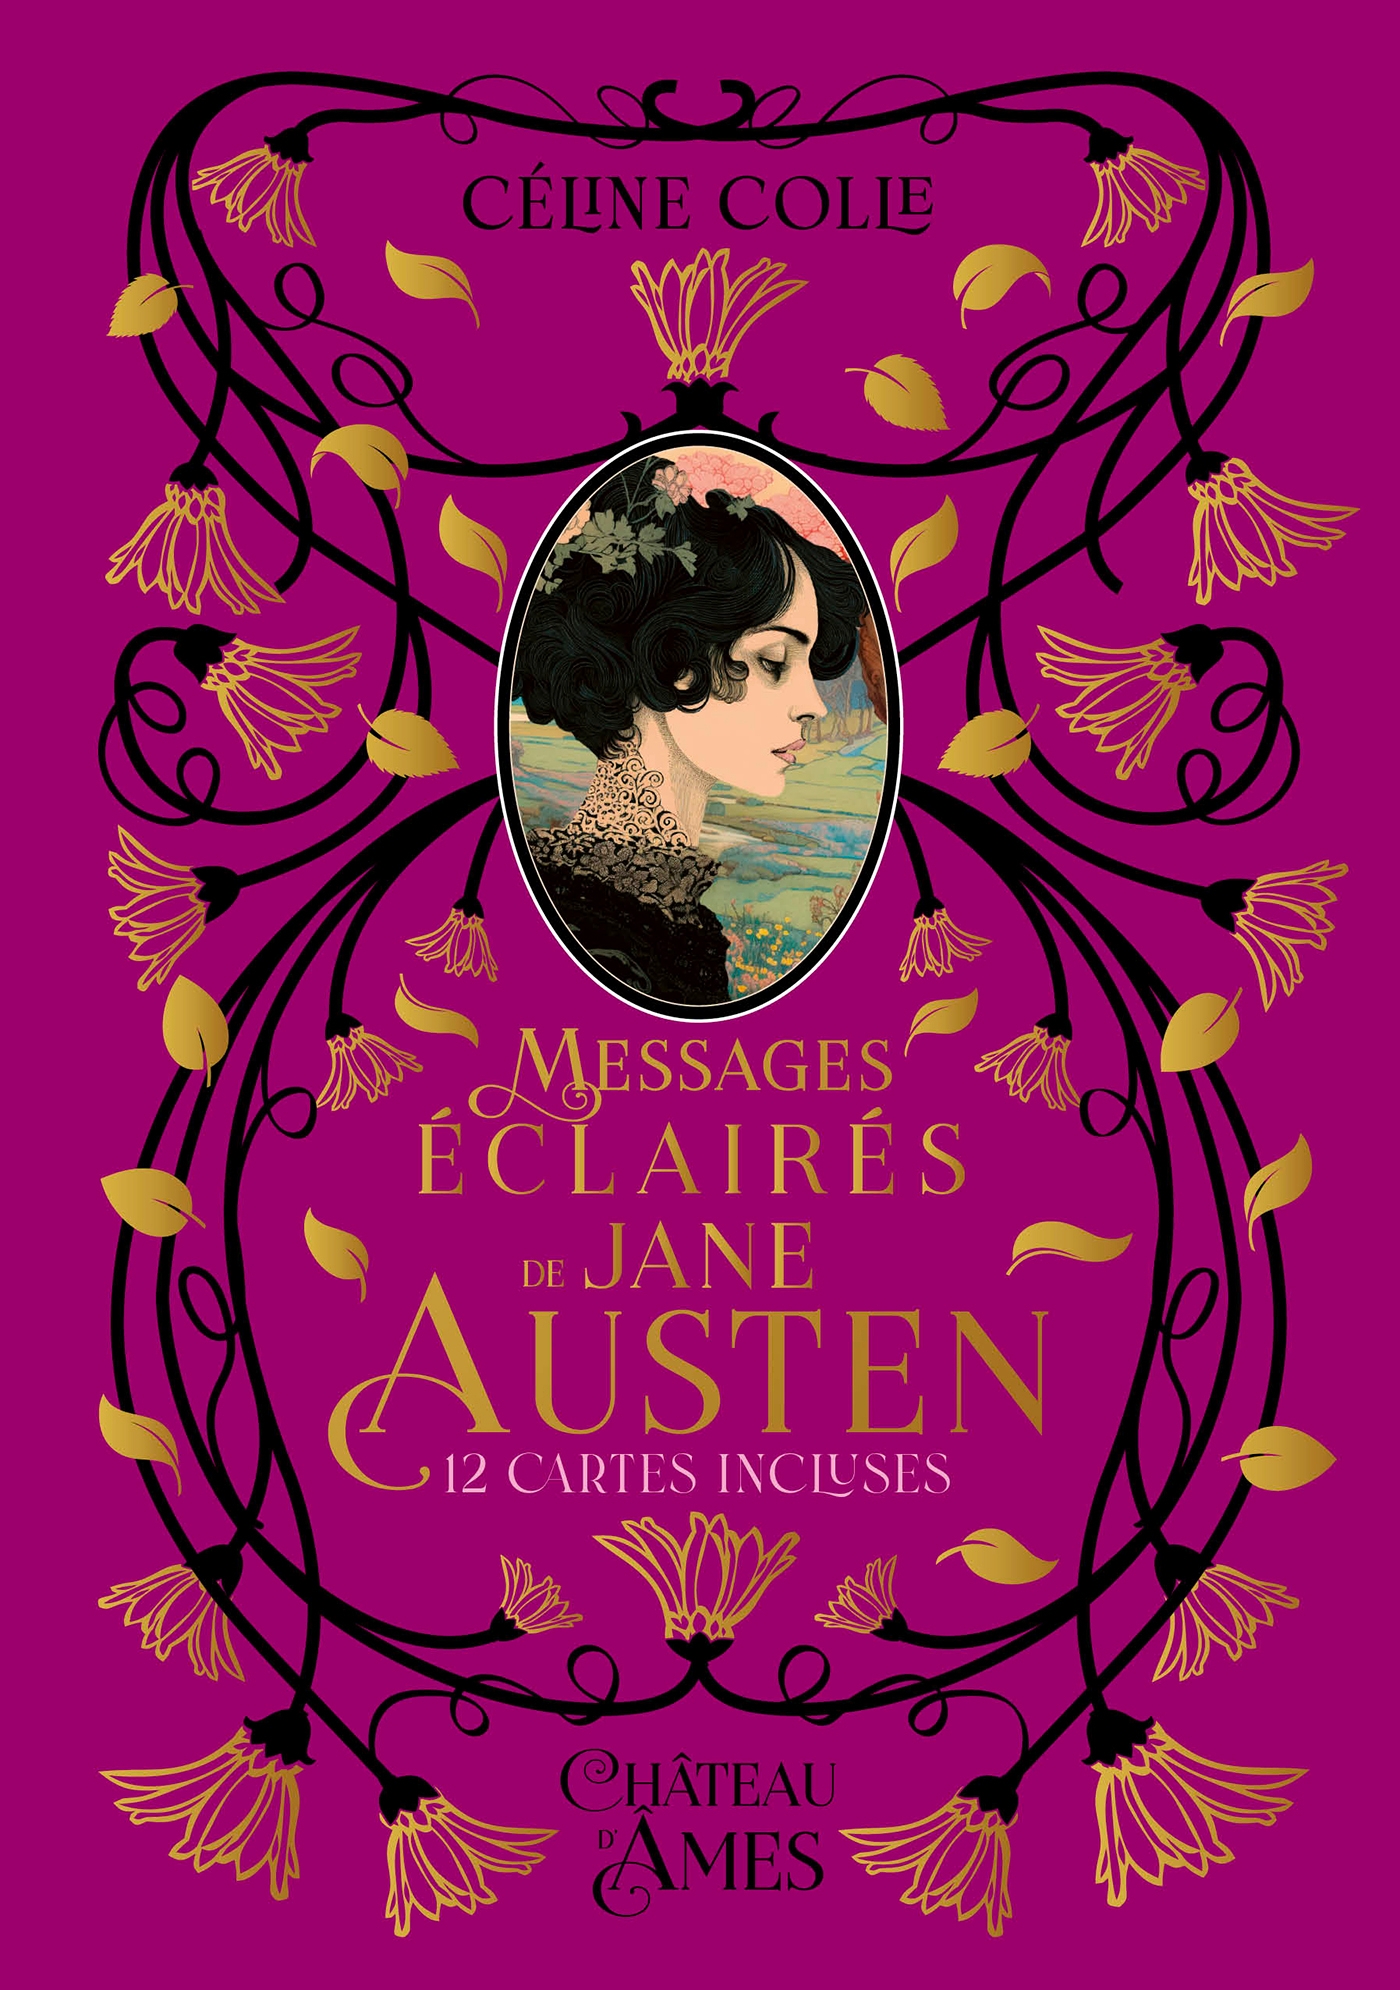 CÉLINE COLLE
MESSAGES
ÉCLAIRÉS
DE JANE
AUSTEN
12 CARTES INCLUSES
CHÂTEAU
D'ÂMES